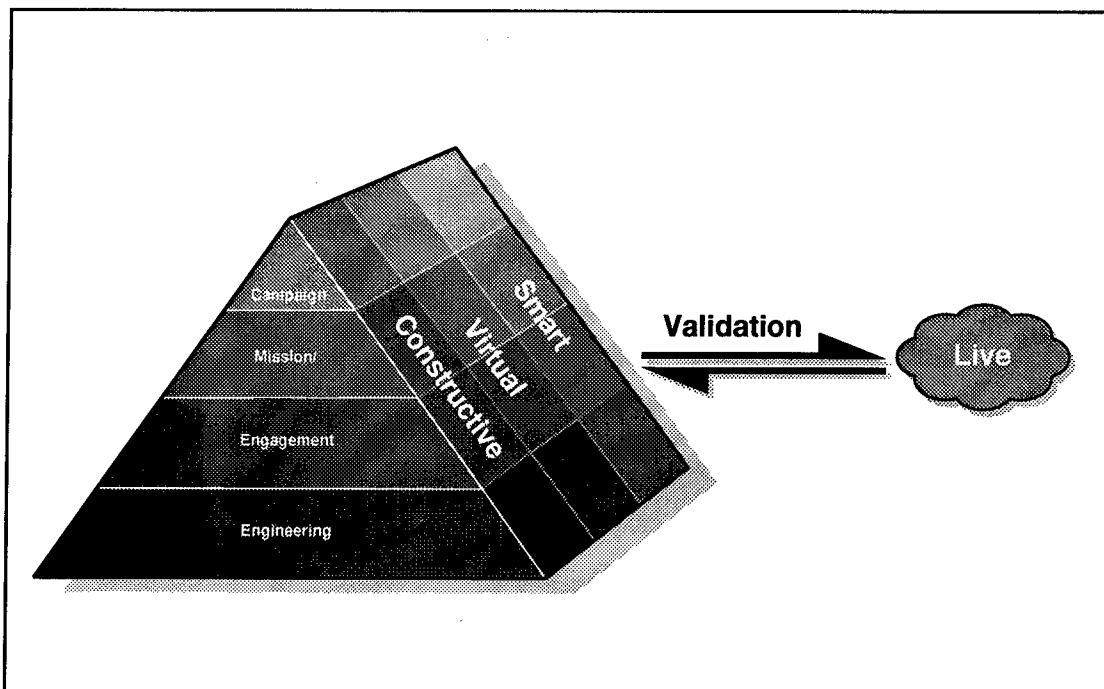 Campaign
Mission/
Engagement
Engineering
Constructive
Virtual
Smart
Validation
Live